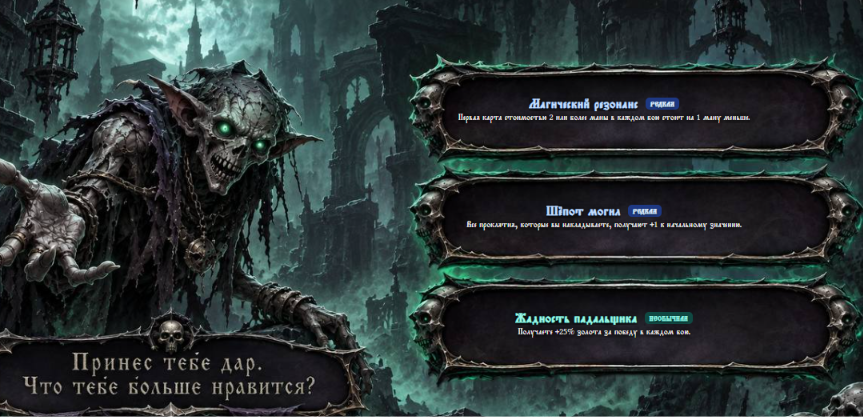 Магический резонанс РЕДКАЯ
Первая карта стоимостью 2 или более маны в каждом бою стоит на 1 ману меньше.
Шёпот могил РЕДКАЯ
Все проклятия, которые вы накладываете, получают +1 к начальному значению.
Жадность падальщика НЕОБЫЧНАЯ
Получаете +25% золота за победу в каждом бою.
Принес тебе дар.
Что тебе больше нравится?